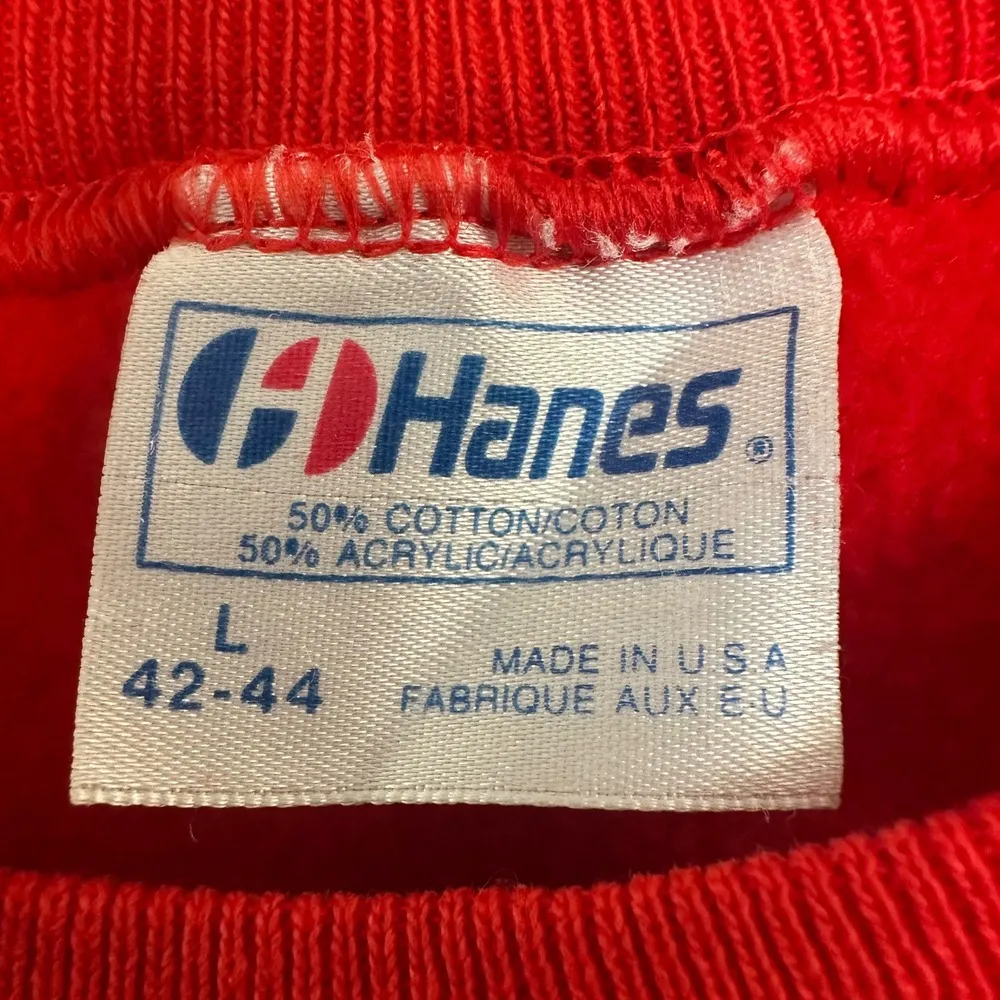 Hanes®
50% COTTON/COTON
50% ACRYLIC/ACRYLIQUE
L
42-44
MADE IN U S A
FABRIQUE AUX E-U